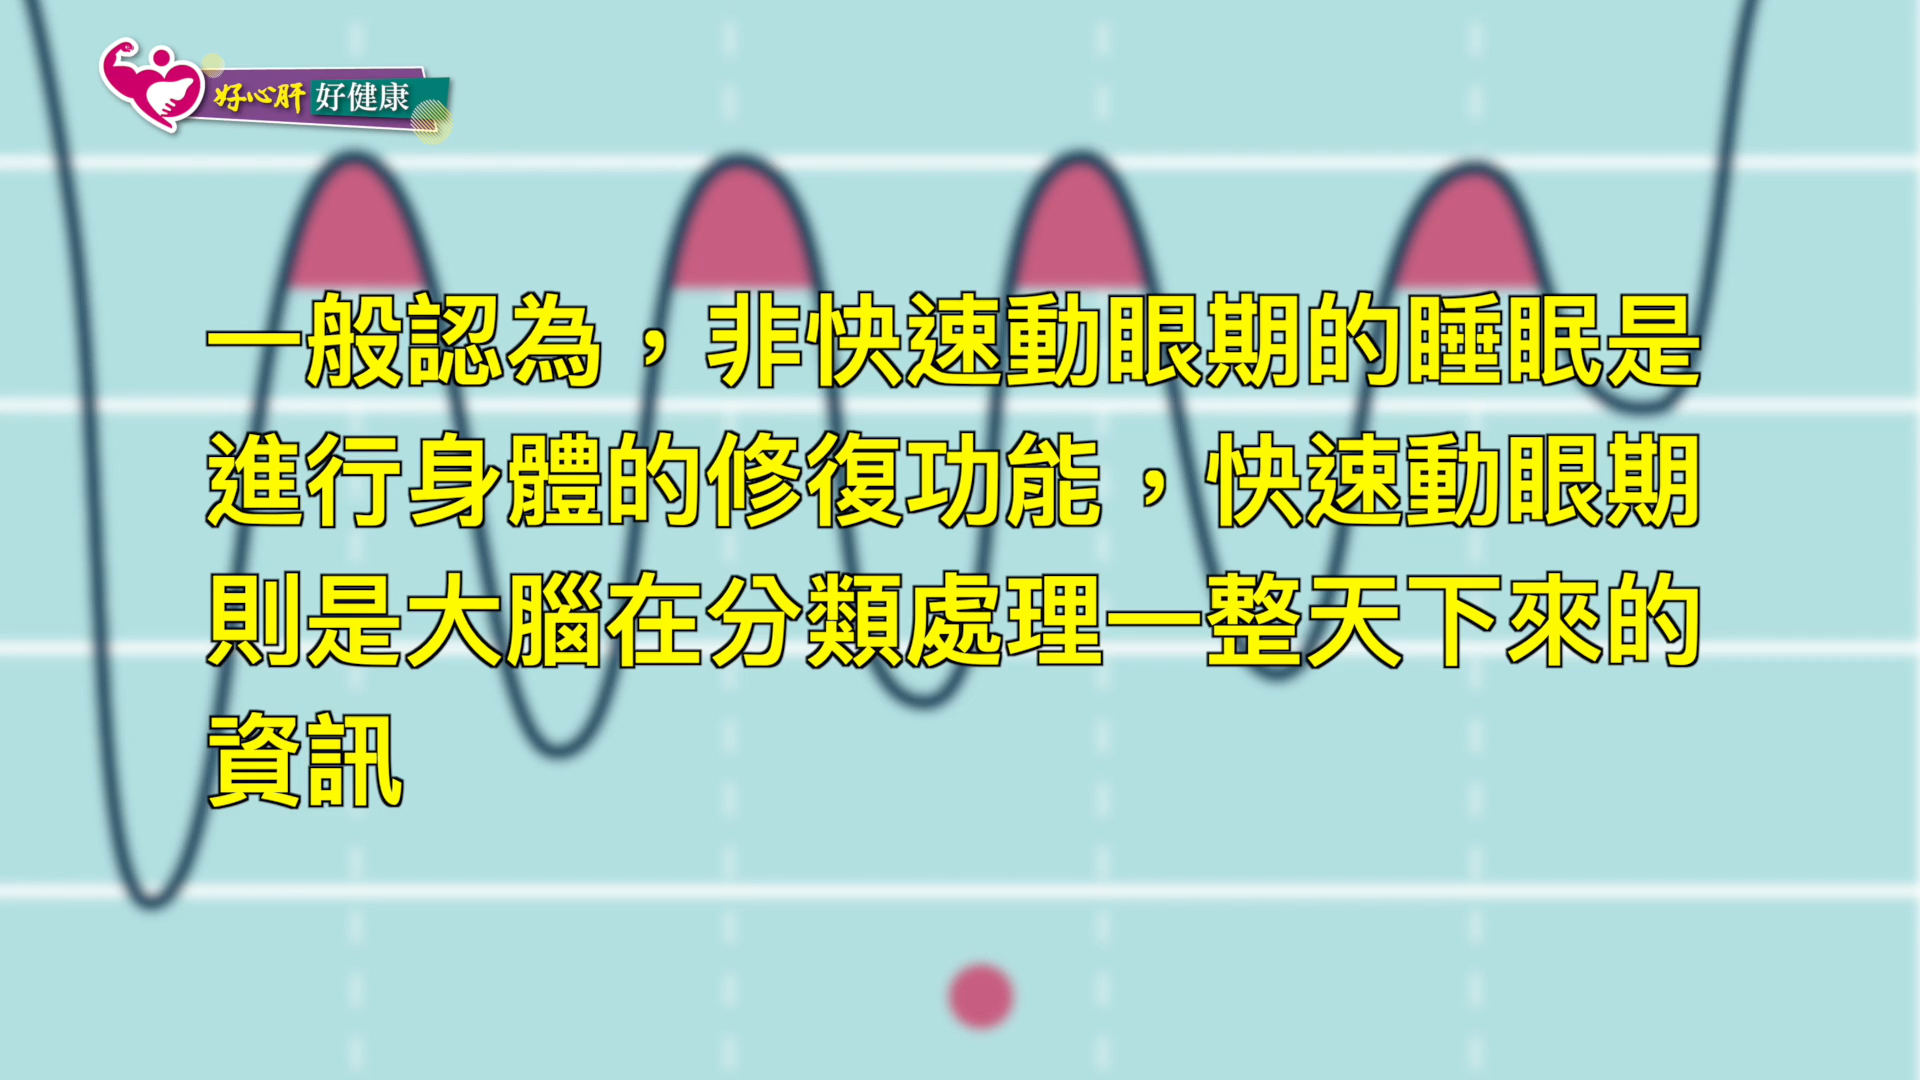 好心肝 好健康
一般認為，非快速動眼期的睡眠是
進行身體的修復功能，快速動眼期
則是大腦在分類處理一整天下來的
資訊